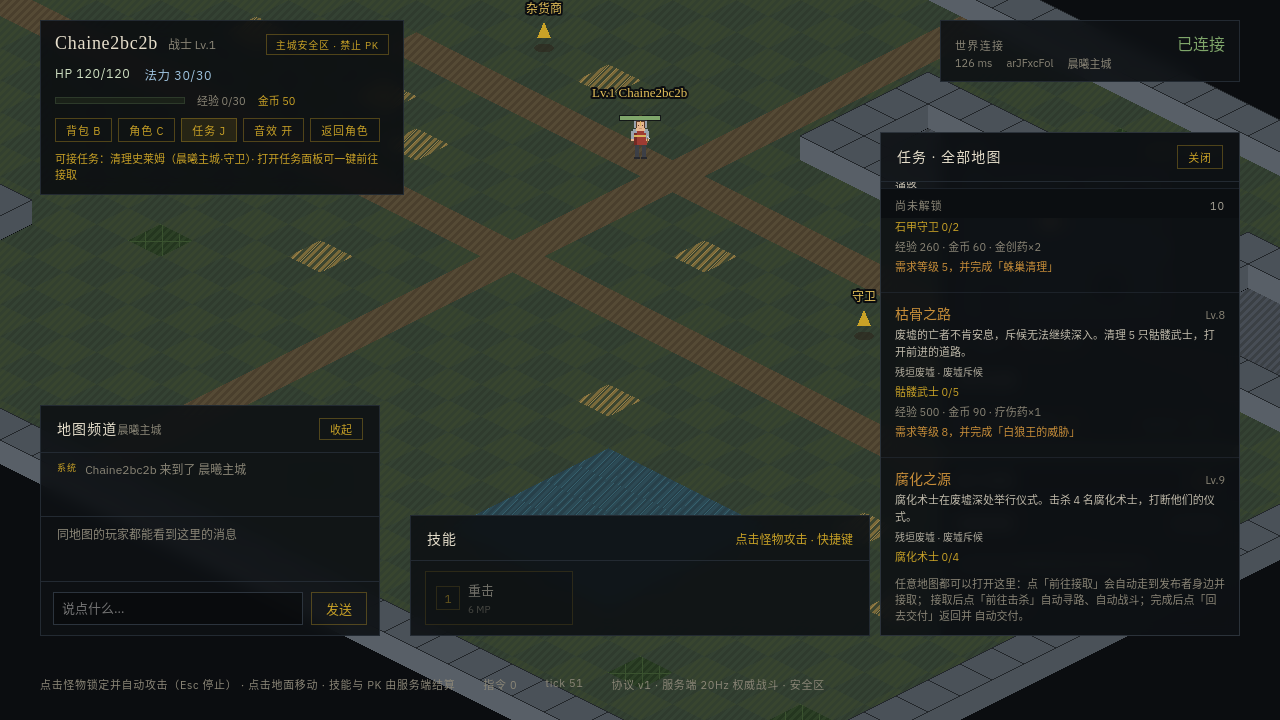 杂货商
Lv.1 Chaine2bc2b
守卫
Chaine2bc2b 战士 Lv.1 主城安全区 · 禁止 PK
HP 120/120 法力 30/30
经验 0/30 金币 50
背包 B 角色 C 任务 J 音效 开 返回角色
可接任务：清理史莱姆（晨曦主城·守卫）· 打开任务面板可一键前往
接取
世界连接 已连接
126 ms arJFxcFol 晨曦主城
任务 · 全部地图 关闭
尚未解锁 10
石甲守卫 0/2
经验 260 · 金币 60 · 金创药×2
需求等级 5，并完成「蛛巢清理」
枯骨之路 Lv.8
废墟的亡者不肯安息，斥候无法继续深入。清理 5 只骷髅武士，打
开前进的道路。
残垣废墟 · 废墟斥候
骷髅武士 0/5
经验 500 · 金币 90 · 疗伤药×1
需求等级 8，并完成「白狼王的威胁」
腐化之源 Lv.9
腐化术士在废墟深处举行仪式。击杀 4 名腐化术士，打断他们的仪
式。
残垣废墟 · 废墟斥候
腐化术士 0/4
任意地图都可以打开这里：点「前往接取」会自动走到发布者身边并
接取； 接取后点「前往击杀」自动寻路、自动战斗；完成后点「回
去交付」返回并 自动交付。
地图频道 晨曦主城 收起
系统 Chaine2bc2b 来到了 晨曦主城
同地图的玩家都能看到这里的消息
说点什么... 发送
技能 点击怪物攻击 · 快捷键
1 重击
6 MP
点击怪物锁定并自动攻击（Esc 停止） · 点击地面移动 · 技能与 PK 由服务端结算 指令 0 tick 51 协议 v1 · 服务端 20Hz 权威战斗 · 安全区